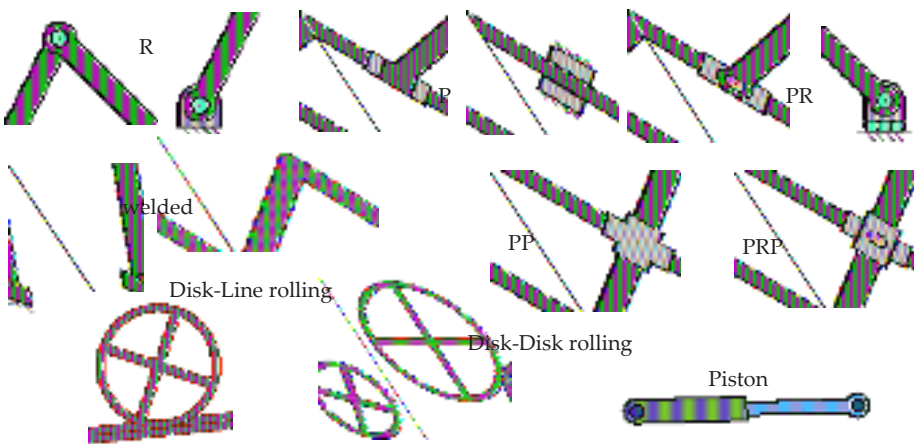 R
P
PR
welded
PP
PRP
Disk-Line rolling
Disk-Disk rolling
Piston